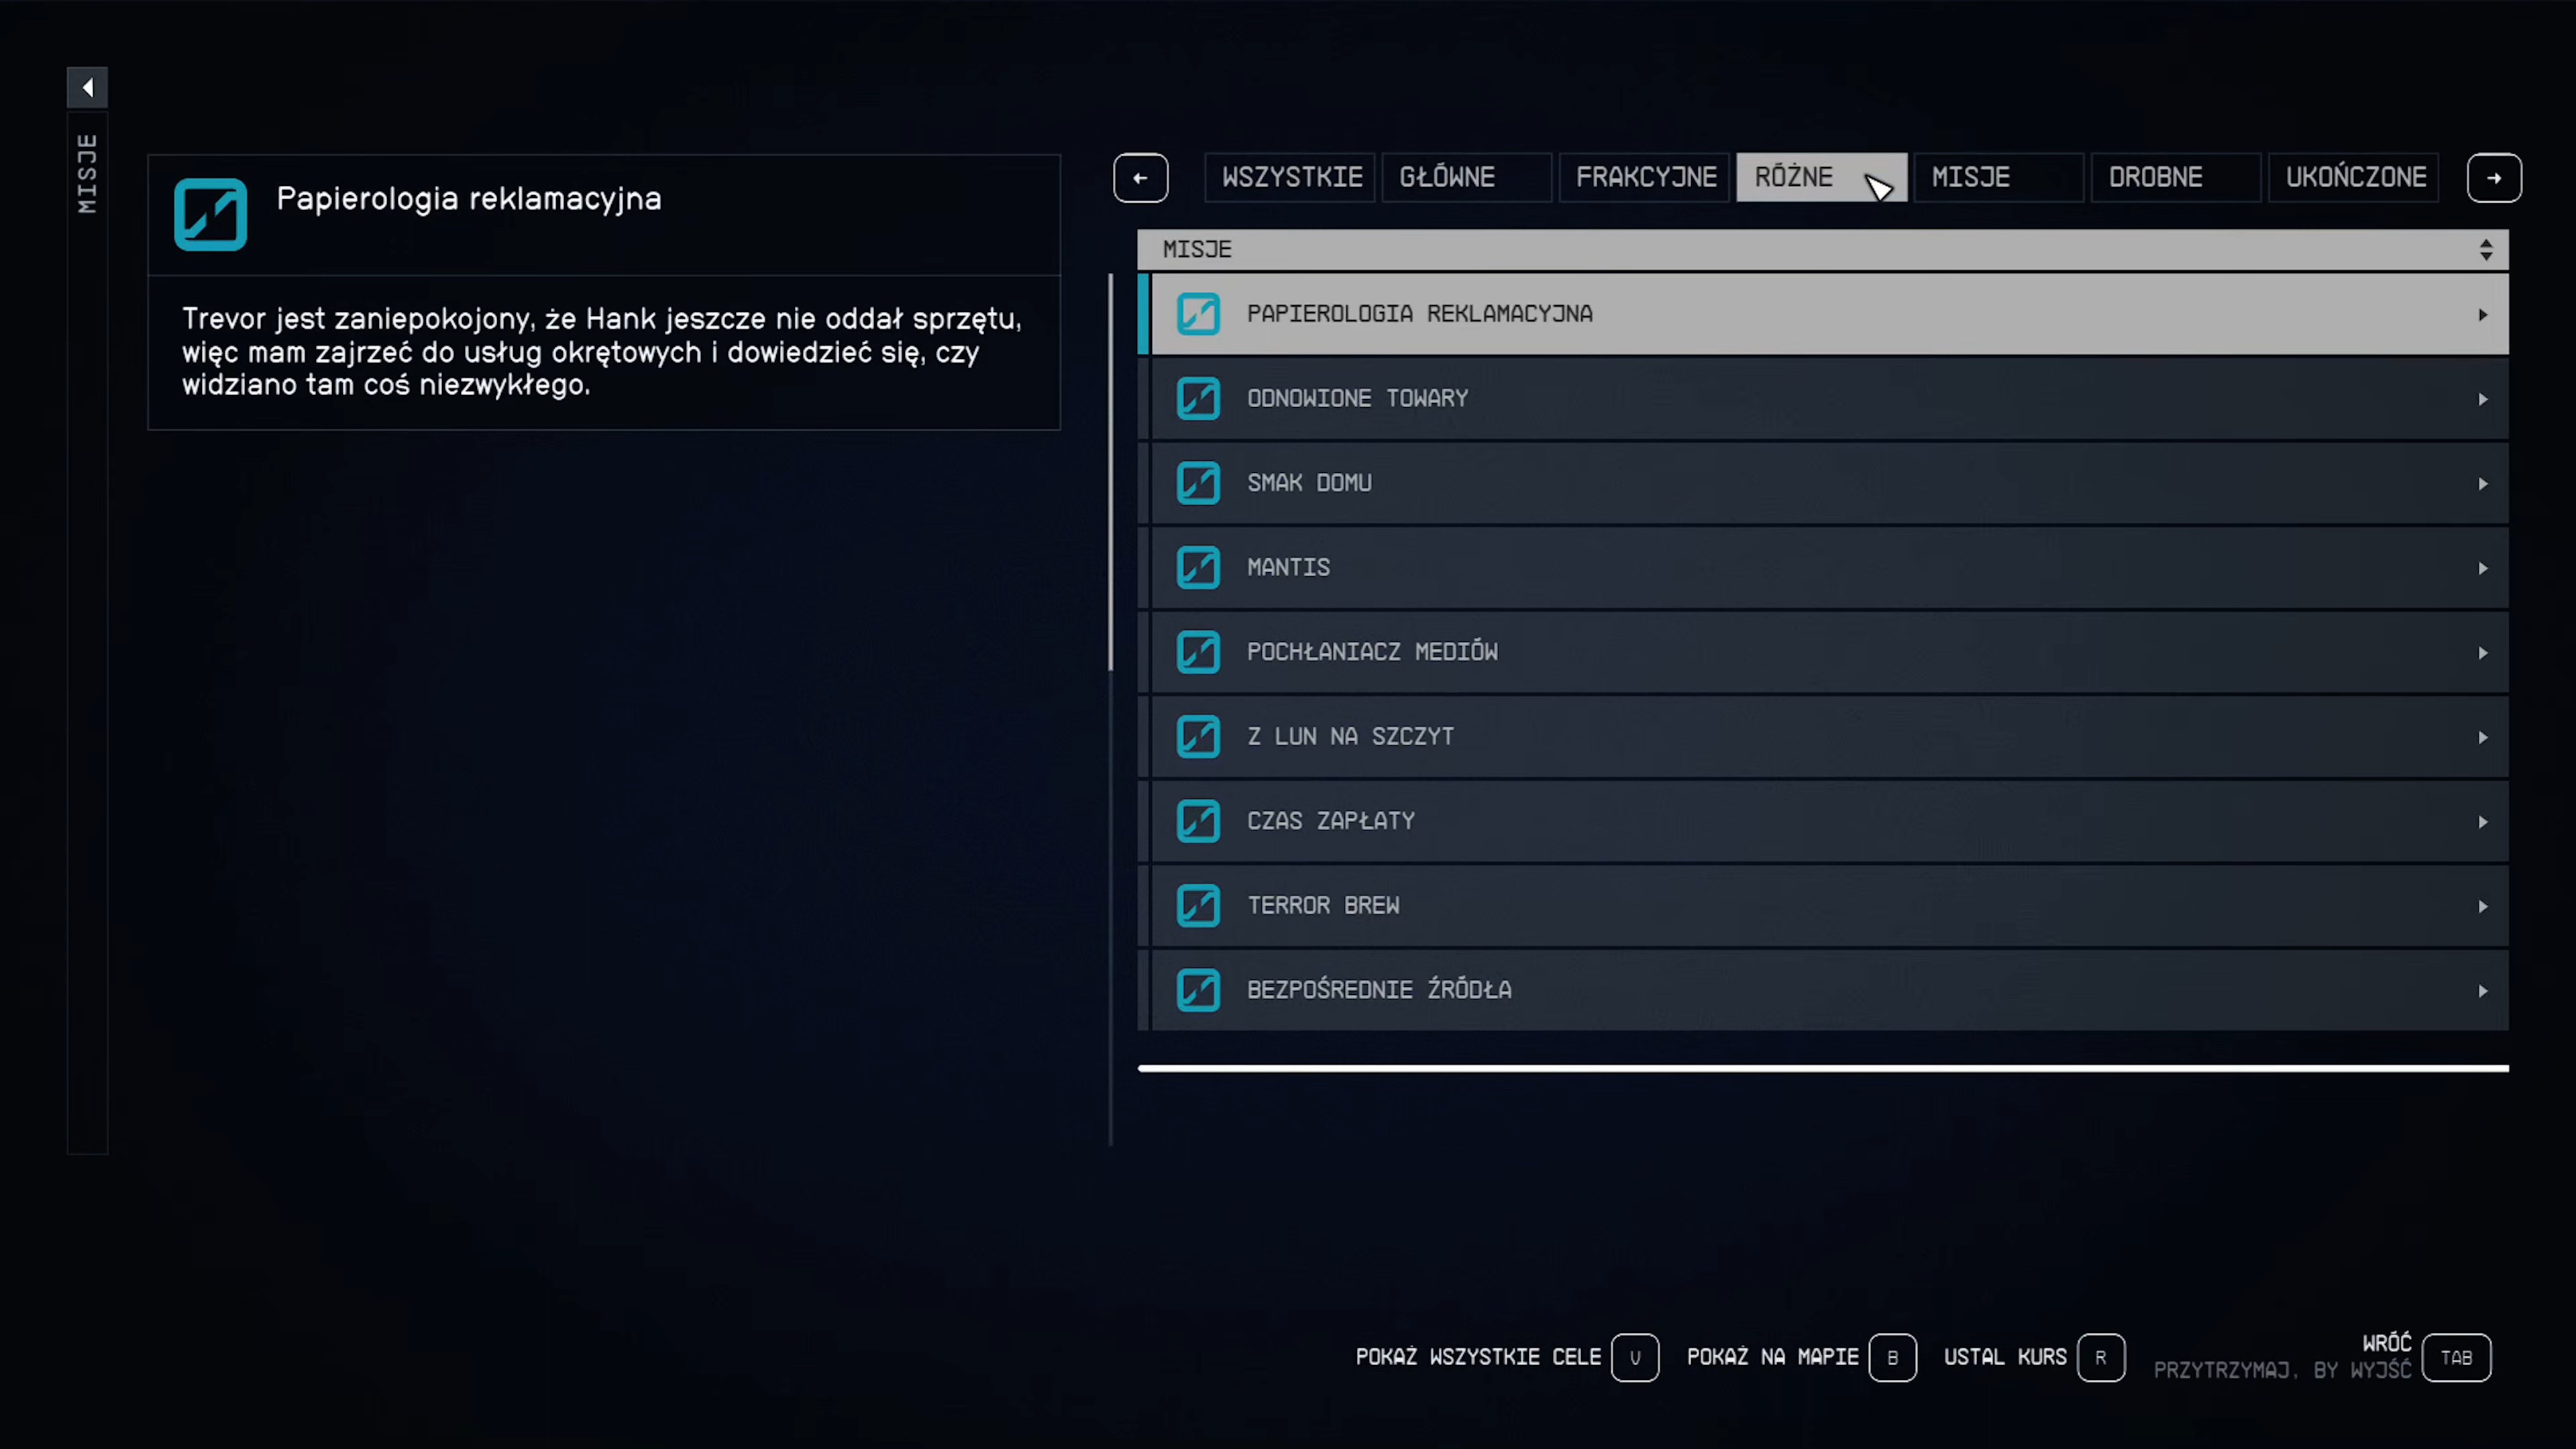 MISJE
Papierologia reklamacyjna
Trevor jest zaniepokojony, że Hank jeszcze nie oddał sprzętu,
więc mam zajrzeć do usług okrętowych i dowiedzieć się, czy
widziano tam coś niezwykłego.
WSZYSTKIE GŁÓWNE FRAKCYJNE RÓŻNE MISJE DROBNE UKOŃCZONE
MISJE
PAPIEROLOGIA REKLAMACYJNA
ODNOWIONE TOWARY
SMAK DOMU
MANTIS
POCHŁANIACZ MEDIÓW
Z LUN NA SZCZYT
CZAS ZAPŁATY
TERROR BREW
BEZPOŚREDNIE ŹRÓDŁA
POKAŻ WSZYSTKIE CELE V POKAŻ NA MAPIE B USTAL KURS R WRÓĆ TAB
PRZYTRZYMAJ, BY WYJŚĆ